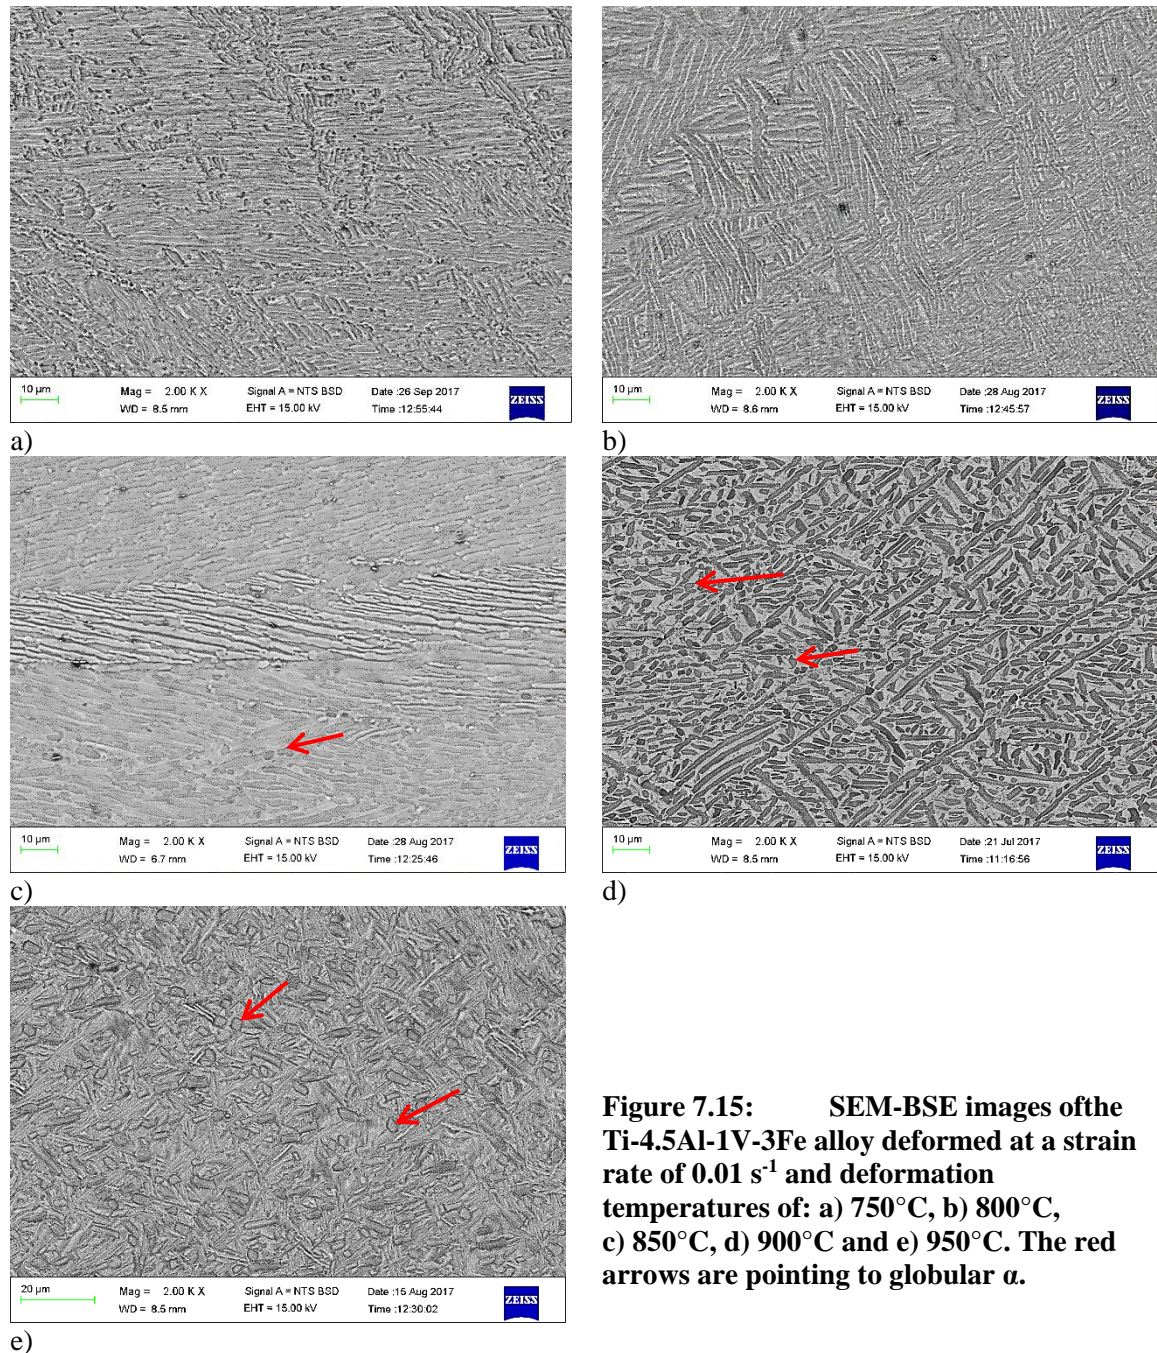 10 µm Mag = 2.00 K X Signal A = NTS BSD Date :26 Sep 2017
WD = 8.5 mm EHT = 15.00 kV Time :12:55:44
ZEISS
a)
10 µm Mag = 2.00 K X Signal A = NTS BSD Date :28 Aug 2017
WD = 8.6 mm EHT = 15.00 kV Time :12:45:57
ZEISS
b)
10 µm Mag = 2.00 K X Signal A = NTS BSD Date :28 Aug 2017
WD = 6.7 mm EHT = 15.00 kV Time :12:25:46
ZEISS
c)
10 µm Mag = 2.00 K X Signal A = NTS BSD Date :21 Jul 2017
WD = 8.5 mm EHT = 15.00 kV Time :11:16:56
ZEISS
d)
20 µm Mag = 2.00 K X Signal A = NTS BSD Date :15 Aug 2017
WD = 8.5 mm EHT = 15.00 kV Time :12:30:02
ZEISS
e)
Figure 7.15: SEM-BSE images ofthe
Ti-4.5Al-1V-3Fe alloy deformed at a strain
rate of 0.01 s⁻¹ and deformation
temperatures of: a) 750°C, b) 800°C,
c) 850°C, d) 900°C and e) 950°C. The red
arrows are pointing to globular α.